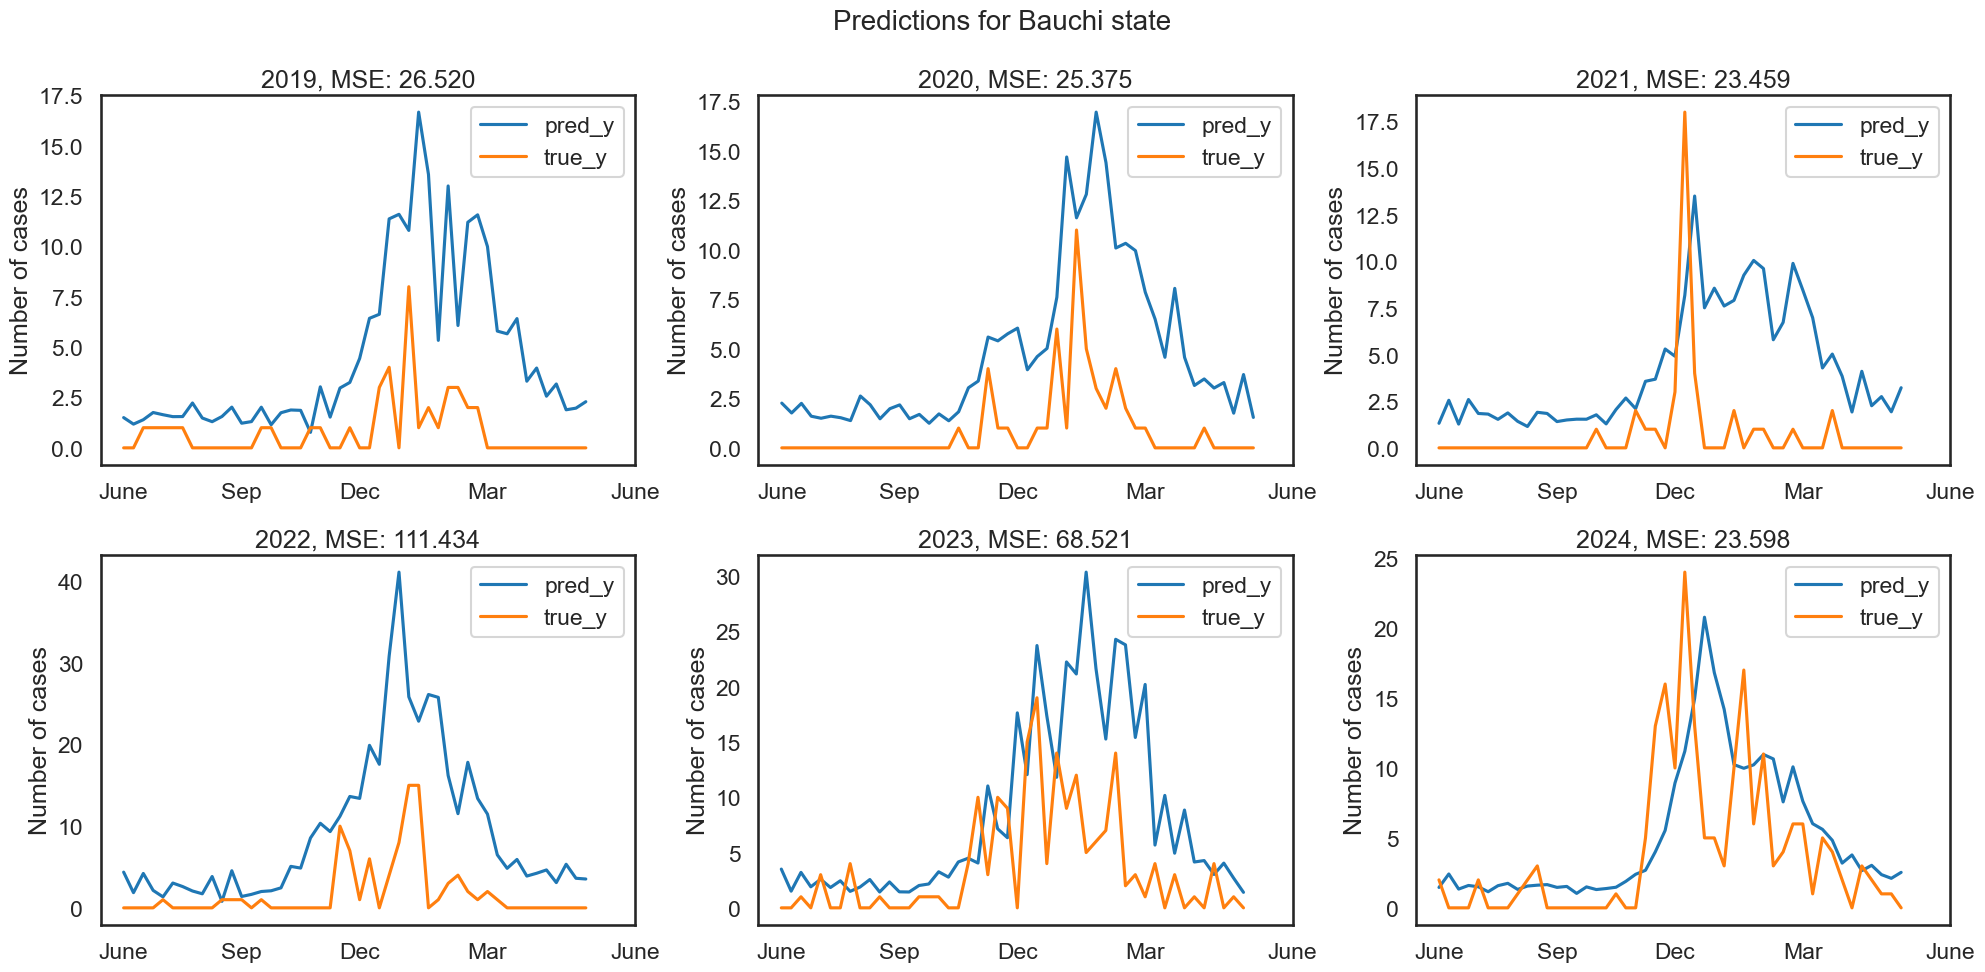 Predictions for Bauchi state
2019, MSE: 26.520
Number of cases
17.5
15.0
12.5
10.0
7.5
5.0
2.5
0.0
pred_y
true_y
June Sep Dec Mar June
2020, MSE: 25.375
Number of cases
17.5
15.0
12.5
10.0
7.5
5.0
2.5
0.0
pred_y
true_y
June Sep Dec Mar June
2021, MSE: 23.459
Number of cases
17.5
15.0
12.5
10.0
7.5
5.0
2.5
0.0
pred_y
true_y
June Sep Dec Mar June
2022, MSE: 111.434
Number of cases
40
30
20
10
0
pred_y
true_y
June Sep Dec Mar June
2023, MSE: 68.521
Number of cases
30
25
20
15
10
5
0
pred_y
true_y
June Sep Dec Mar June
2024, MSE: 23.598
Number of cases
25
20
15
10
5
0
pred_y
true_y
June Sep Dec Mar June